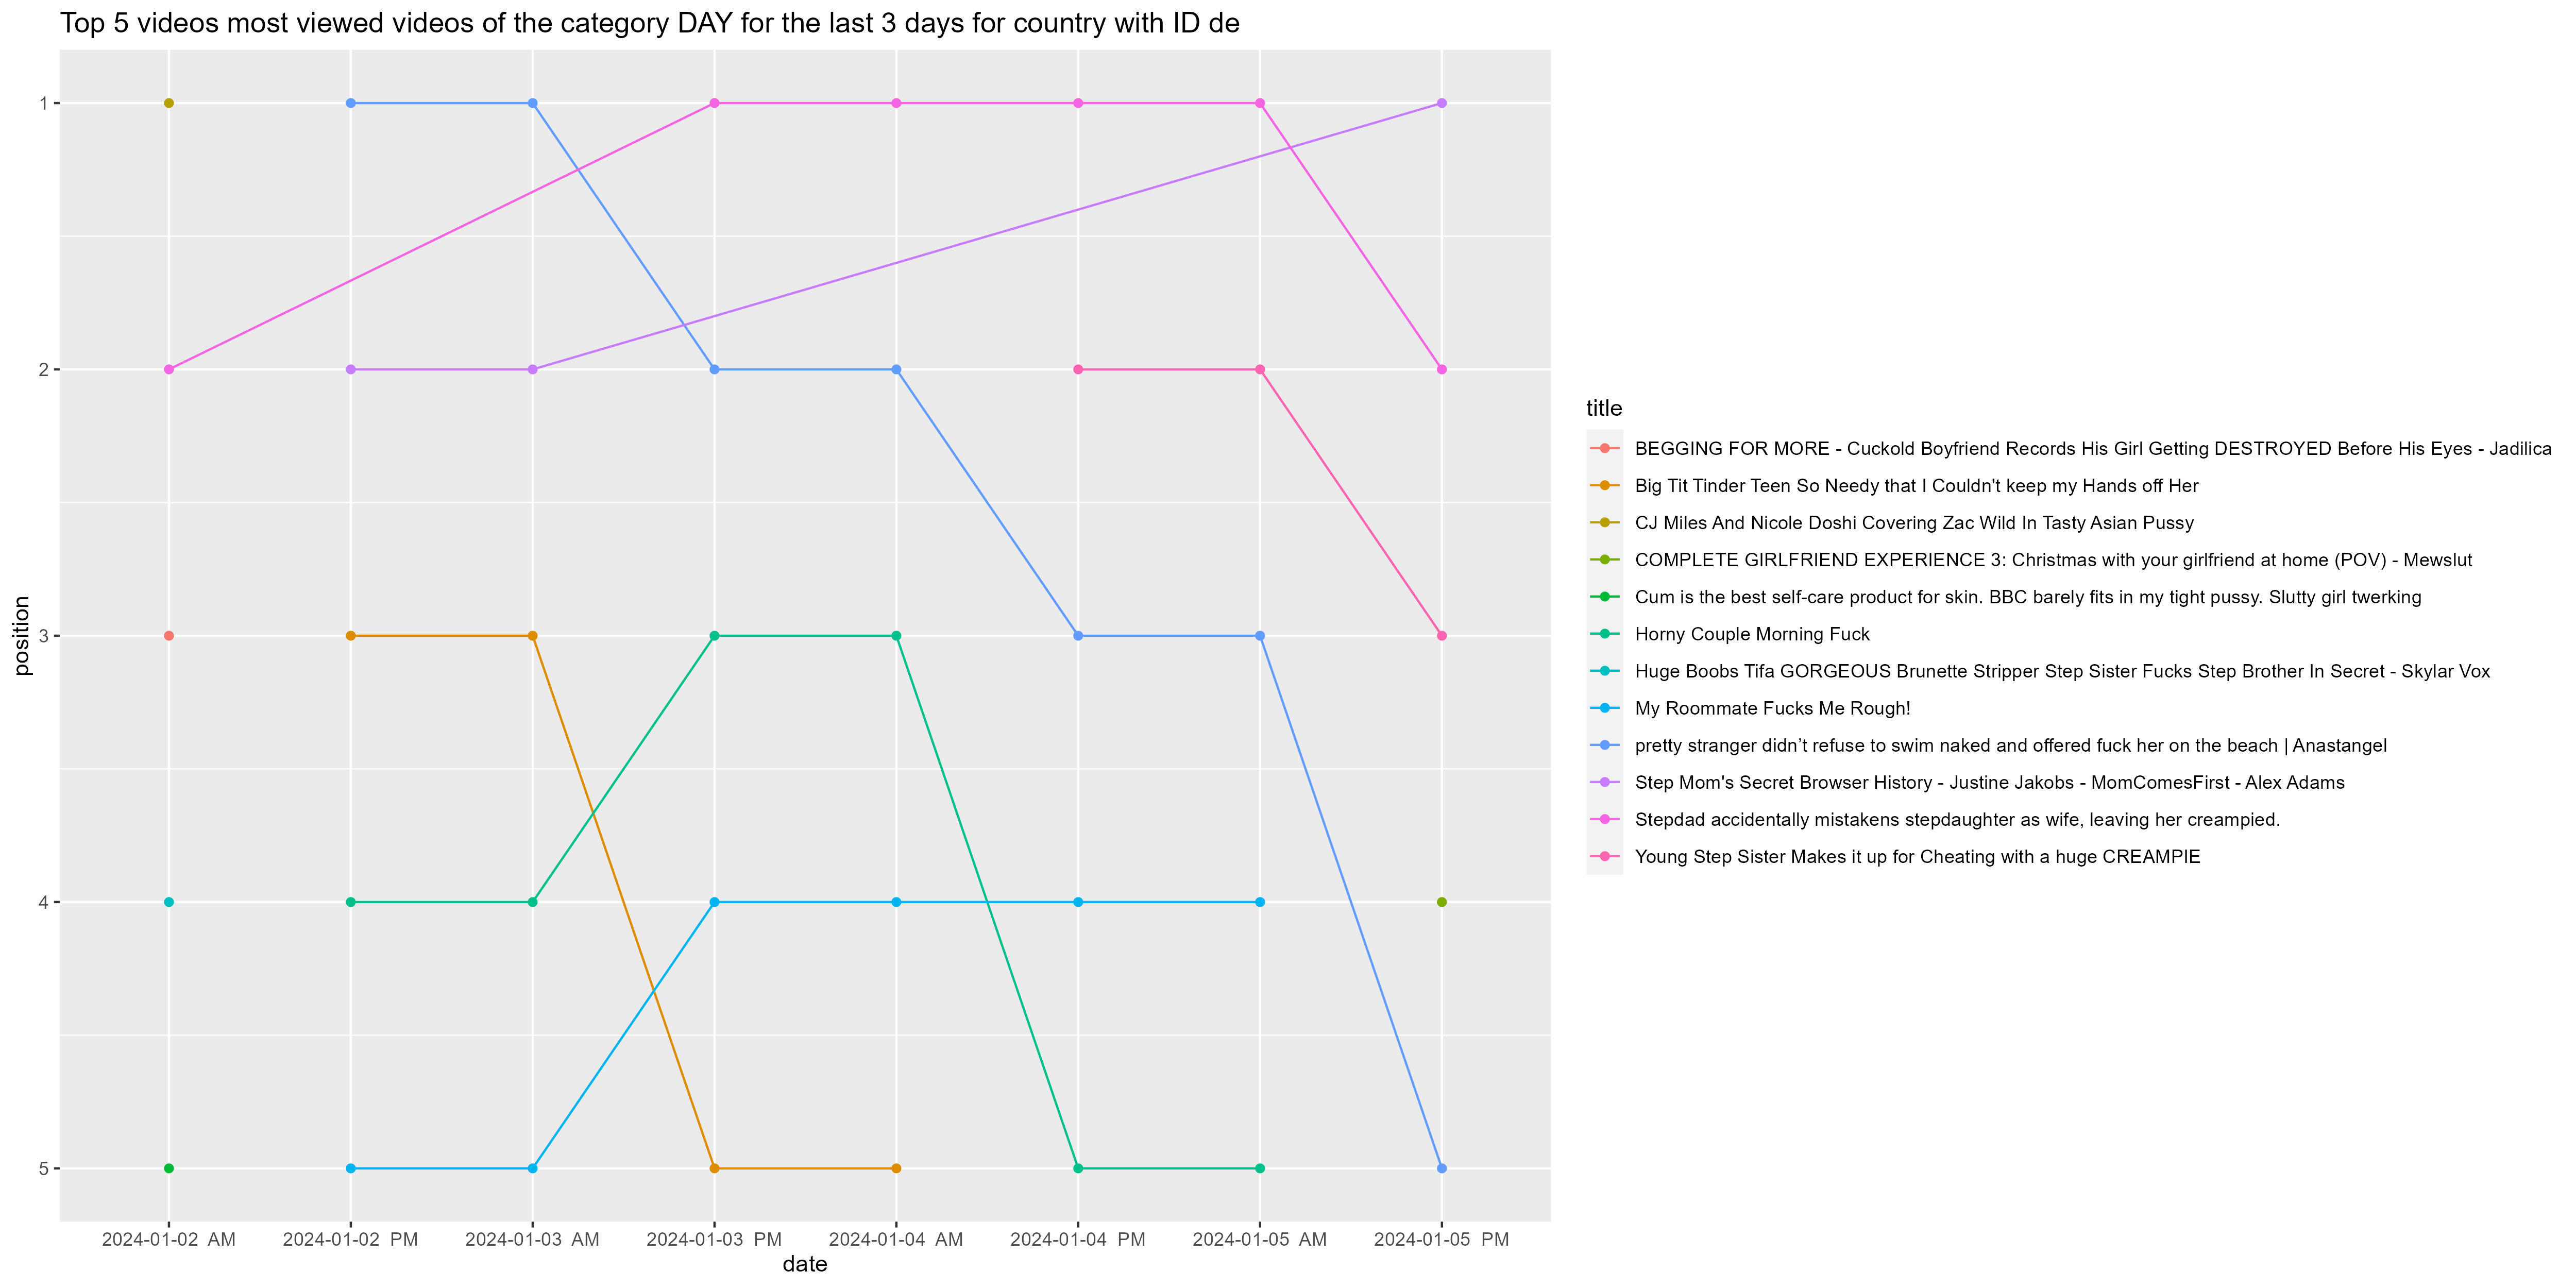 Top 5 videos most viewed videos of the category DAY for the last 3 days for country with ID de
1
2
3
4
5
position
2024-01-02 AM
2024-01-02 PM
2024-01-03 AM
2024-01-03 PM
2024-01-04 AM
2024-01-04 PM
2024-01-05 AM
2024-01-05 PM
date
title
BEGGING FOR MORE - Cuckold Boyfriend Records His Girl Getting DESTROYED Before His Eyes - Jadilica
Big Tit Tinder Teen So Needy that I Couldn't keep my Hands off Her
CJ Miles And Nicole Doshi Covering Zac Wild In Tasty Asian Pussy
COMPLETE GIRLFRIEND EXPERIENCE 3: Christmas with your girlfriend at home (POV) - Mewslut
Cum is the best self-care product for skin. BBC barely fits in my tight pussy. Slutty girl twerking
Horny Couple Morning Fuck
Huge Boobs Tifa GORGEOUS Brunette Stripper Step Sister Fucks Step Brother In Secret - Skylar Vox
My Roommate Fucks Me Rough!
pretty stranger didn’t refuse to swim naked and offered fuck her on the beach | Anastangel
Step Mom's Secret Browser History - Justine Jakobs - MomComesFirst - Alex Adams
Stepdad accidentally mistakens stepdaughter as wife, leaving her creampied.
Young Step Sister Makes it up for Cheating with a huge CREAMPIE